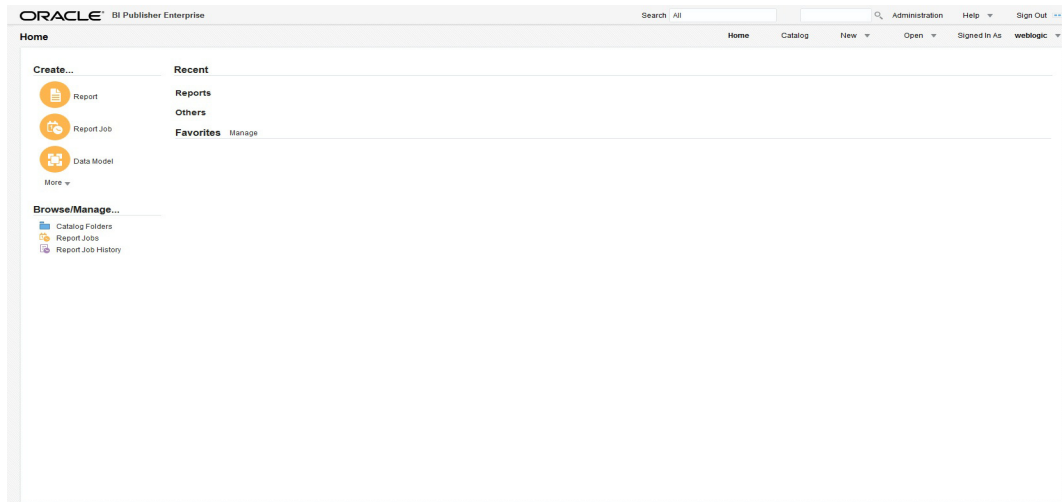 ORACLE® BI Publisher Enterprise Search All Administration Help Sign Out
Home Home Catalog New Open Signed In As weblogic
Create...
Report
Report Job
Data Model
More
Browse/Manage...
Catalog Folders
Report Jobs
Report Job History
Recent
Reports
Others
Favorites Manage